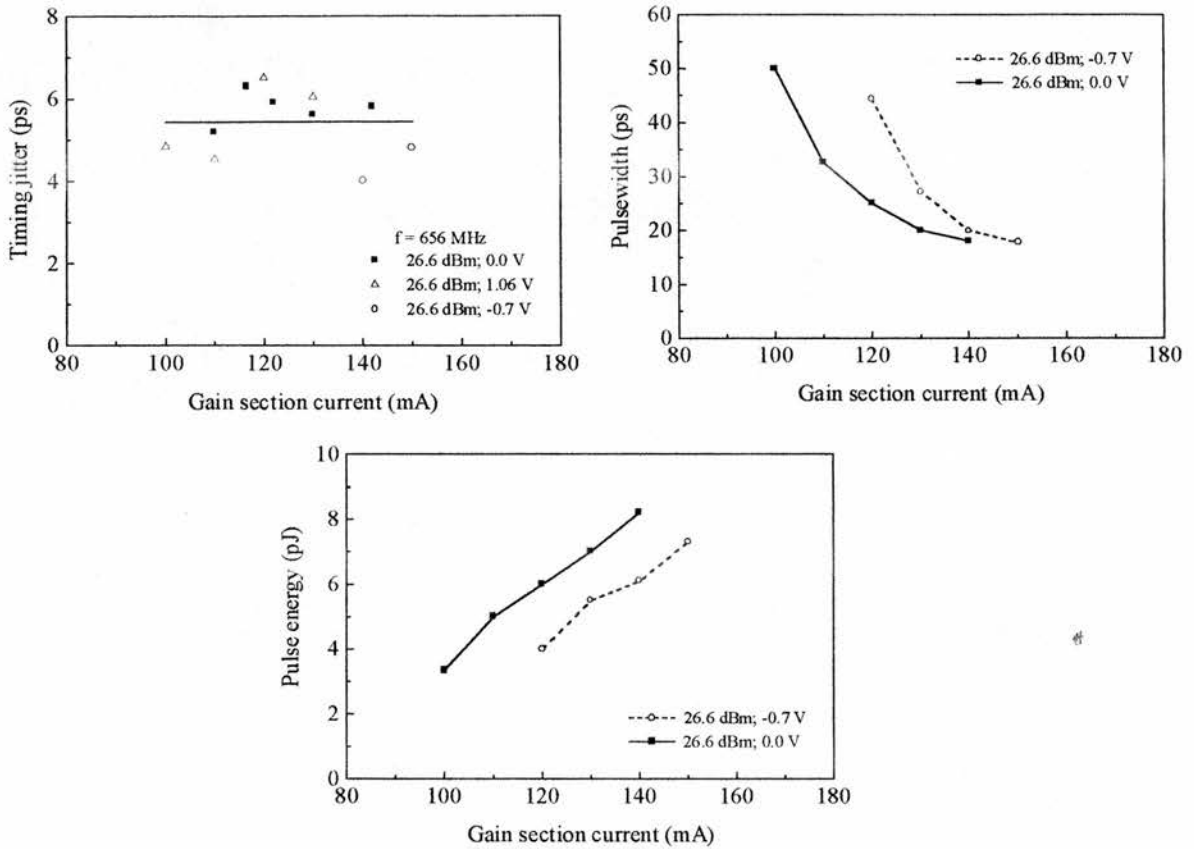 8
6
4
2
0
Timing jitter (ps)
f = 656 MHz
26.6 dBm; 0.0 V
26.6 dBm; 1.06 V
26.6 dBm; -0.7 V
80 100 120 140 160 180
Gain section current (mA)
60
50
40
30
20
10
0
Pulsewidth (ps)
26.6 dBm; -0.7 V
26.6 dBm; 0.0 V
80 100 120 140 160 180
Gain section current (mA)
10
8
6
4
2
0
Pulse energy (pJ)
26.6 dBm; -0.7 V
26.6 dBm; 0.0 V
80 100 120 140 160 180
Gain section current (mA)